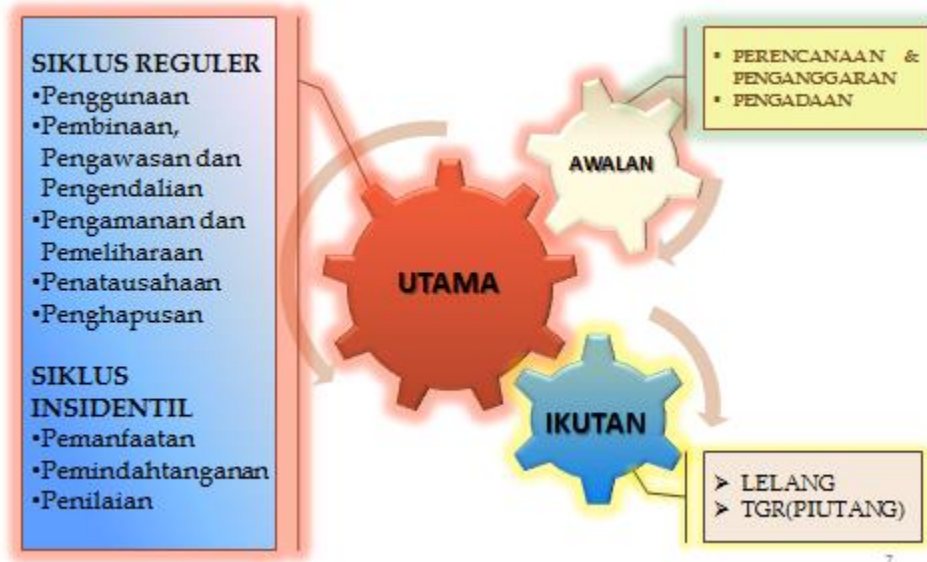 SIKLUS REGULER
•Penggunaan
•Pembinaan,
Pengawasan dan
Pengendalian
•Pengamanan dan
Pemeliharaan
•Penatausahaan
•Penghapusan
SIKLUS
INSIDENTIL
•Pemanfaatan
•Pemindahtanganan
•Penilaian
UTAMA
AWALAN
▪ PERENCANAAN &
PENGANGGARAN
▪ PENGADAAN
IKUTAN
➤ LELANG
➤ TGR(PIUTANG)
7